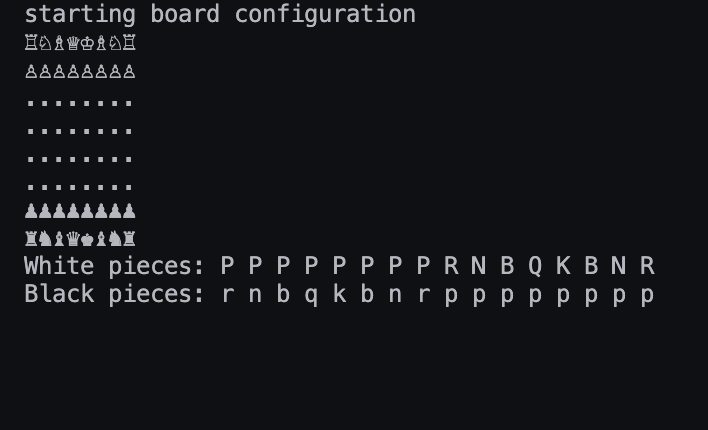 starting board configuration
♖♘♗♕♔♗♘♖
♙♙♙♙♙♙♙♙
........
........
........
........
♟♟♟♟♟♟♟♟
♜♞♝♛♚♝♞♜
White pieces: P P P P P P P P R N B Q K B N R
Black pieces: r n b q k b n r p p p p p p p p